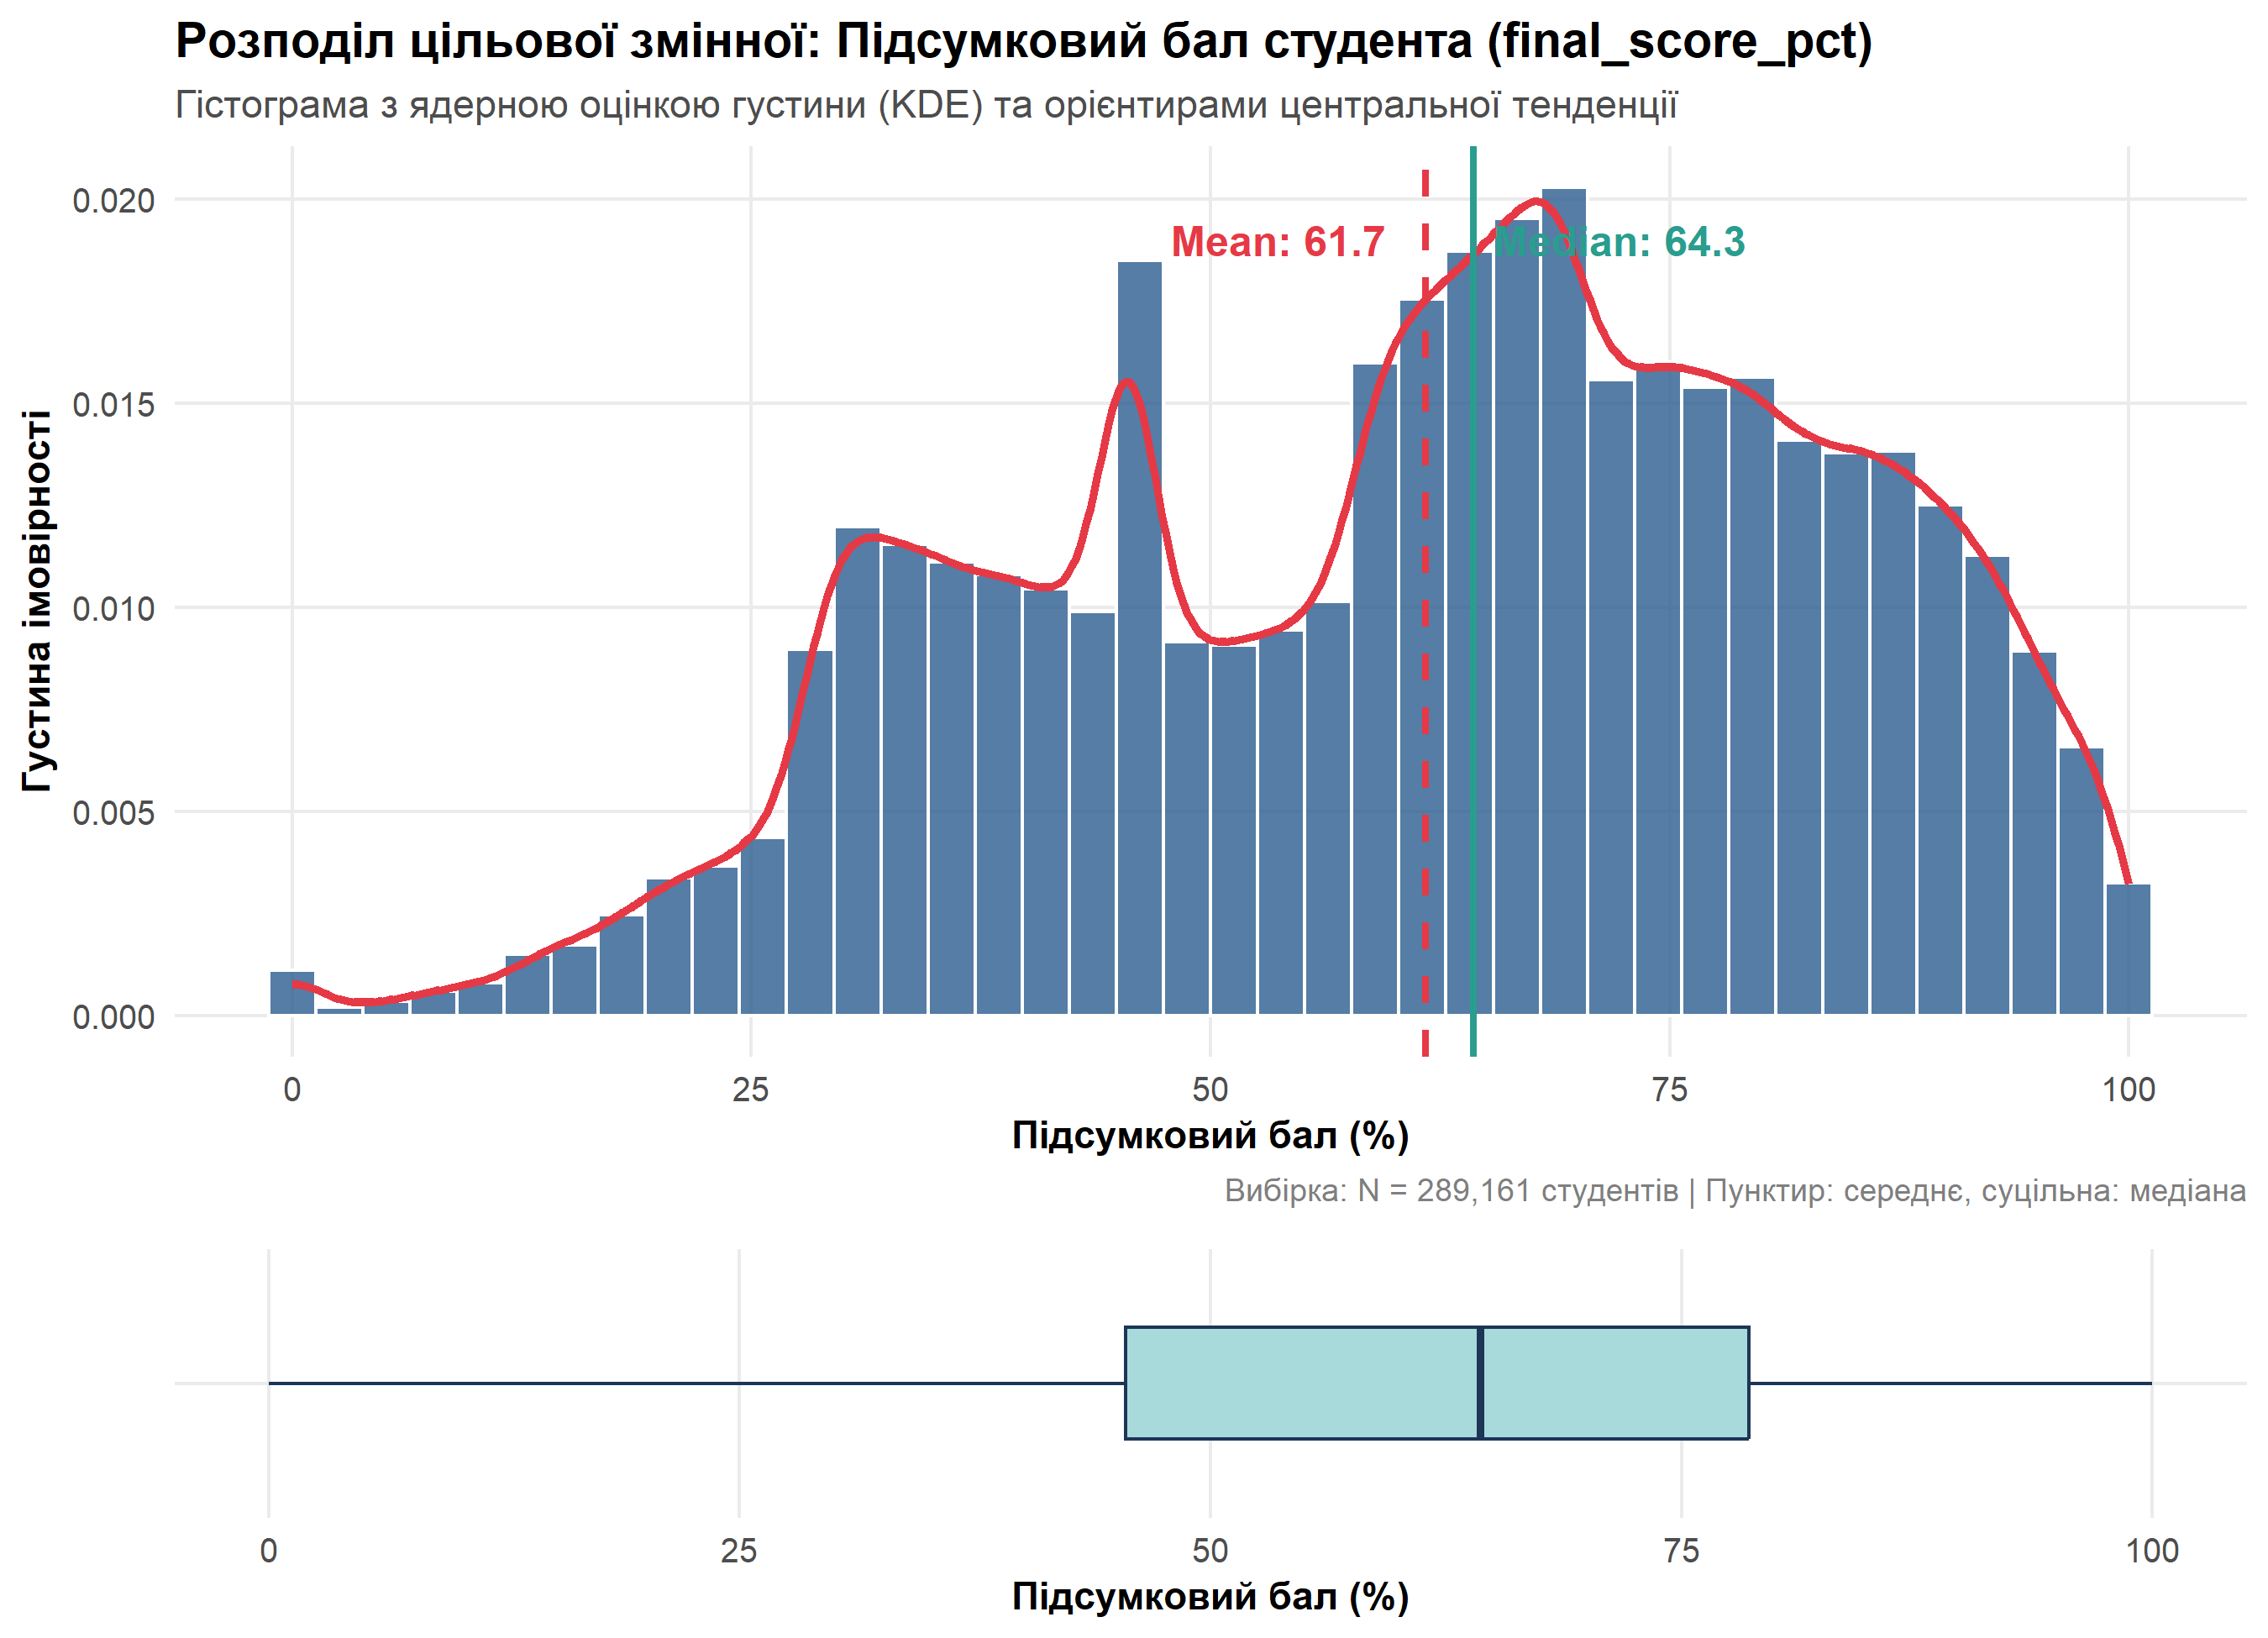 Розподіл цільової змінної: Підсумковий бал студента (final_score_pct)
Гістограма з ядерною оцінкою густини (KDE) та орієнтирами центральної тенденції
Густина імовірності
0.020
0.015
0.010
0.005
0.000
Mean: 61.7
Median: 64.3
0 25 50 75 100
Підсумковий бал (%)
Вибірка: N = 289,161 студентів | Пунктир: середнє, суцільна: медіана
0 25 50 75 100
Підсумковий бал (%)